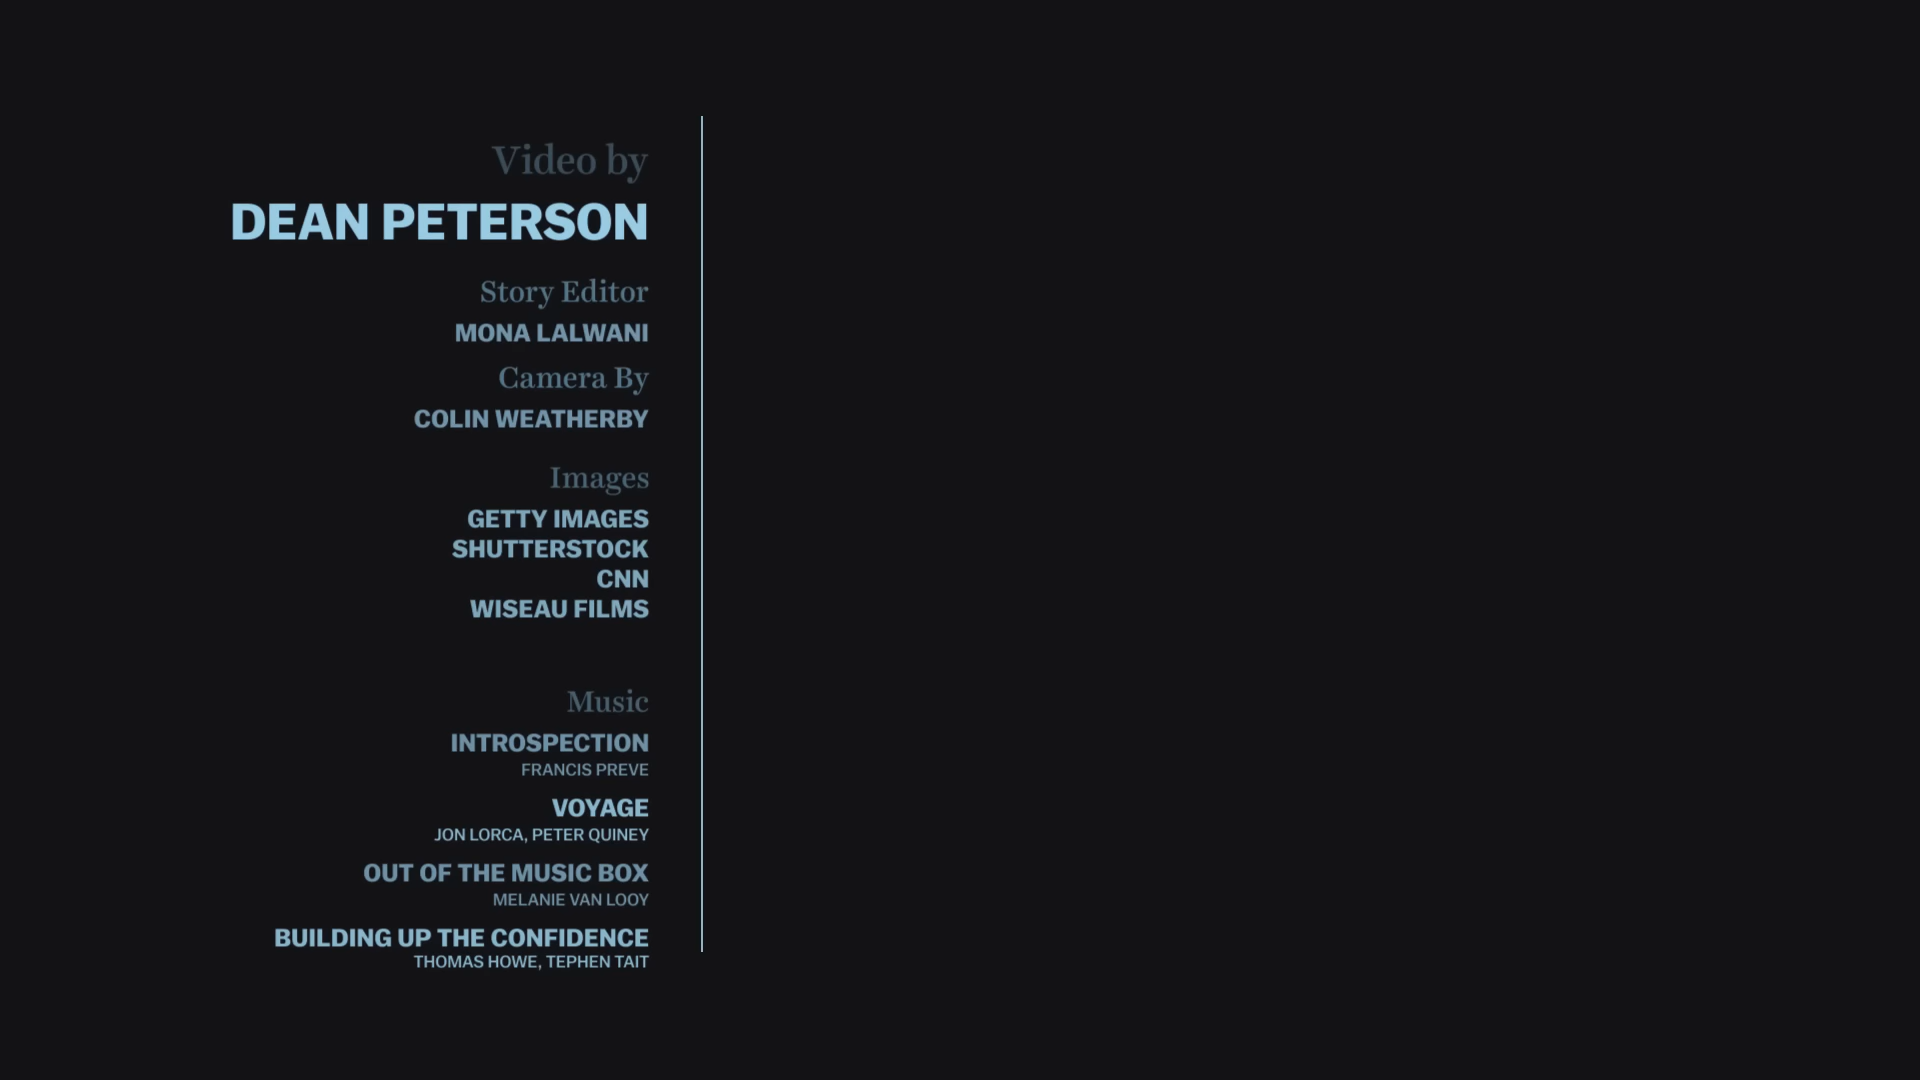 Video by
DEAN PETERSON
Story Editor
MONA LALWANI
Camera By
COLIN WEATHERBY
Images
GETTY IMAGES
SHUTTERSTOCK
CNN
WISEAU FILMS
Music
INTROSPECTION
FRANCIS PREVE
VOYAGE
JON LORCA, PETER QUINEY
OUT OF THE MUSIC BOX
MELANIE VAN LOOY
BUILDING UP THE CONFIDENCE
THOMAS HOWE, TEPHEN TAIT